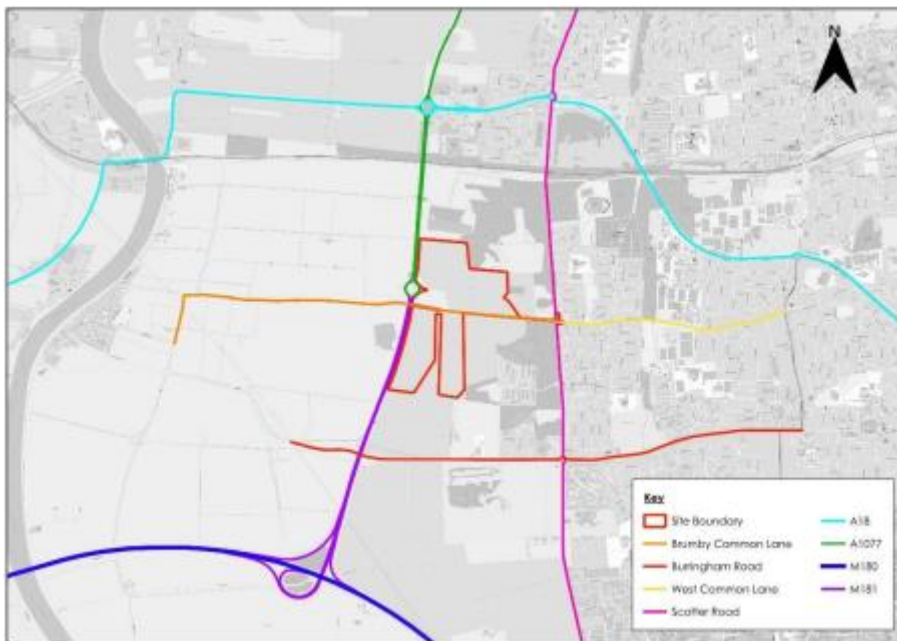 N
Key
Site Boundary
Brumby Common Lane
Burringham Road
West Common Lane
Scotter Road
A18
A1077
M180
M181